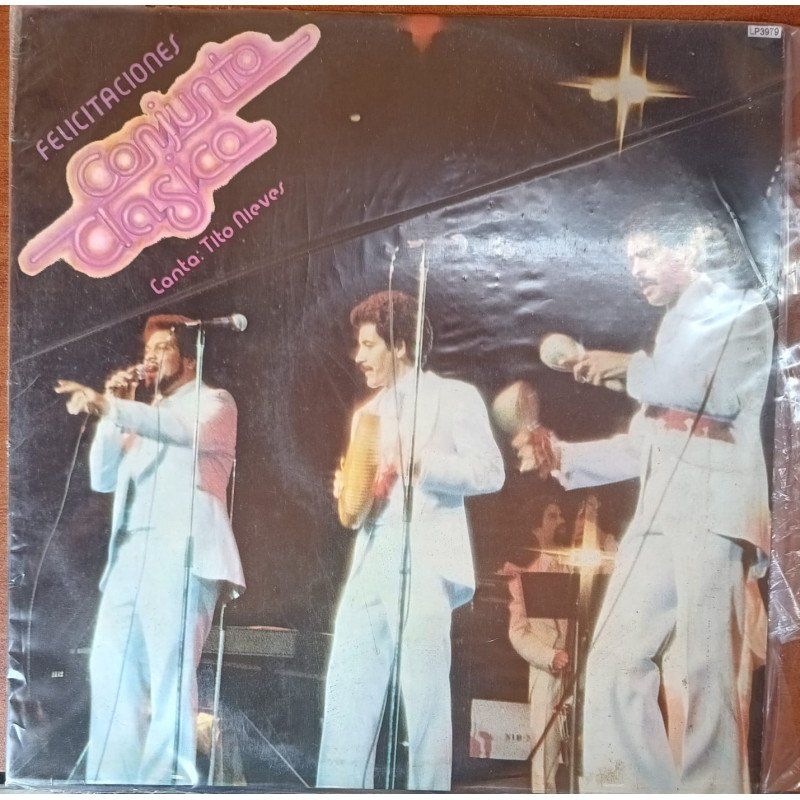 LP3979
FELICITACIONES
conjunto
clasico
Canta: Tito Nieves